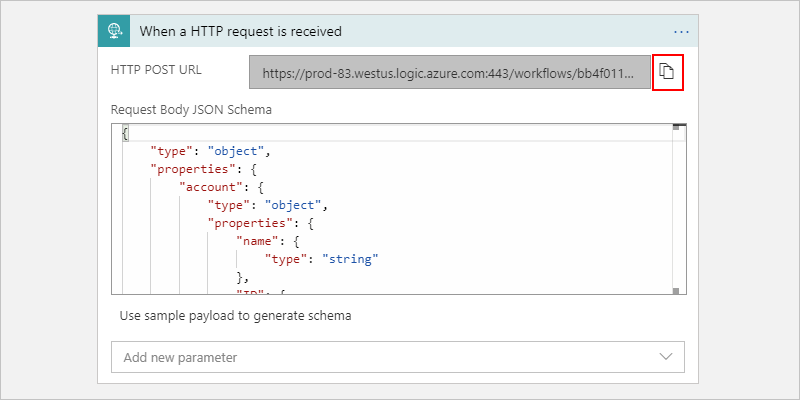 When a HTTP request is received
HTTP POST URL
https://prod-83.westus.logic.azure.com:443/workflows/bb4f011...
Request Body JSON Schema
{
"type": "object",
"properties": {
"account": {
"type": "object",
"properties": {
"name": {
"type": "string"
},
"ID": {
Use sample payload to generate schema
Add new parameter